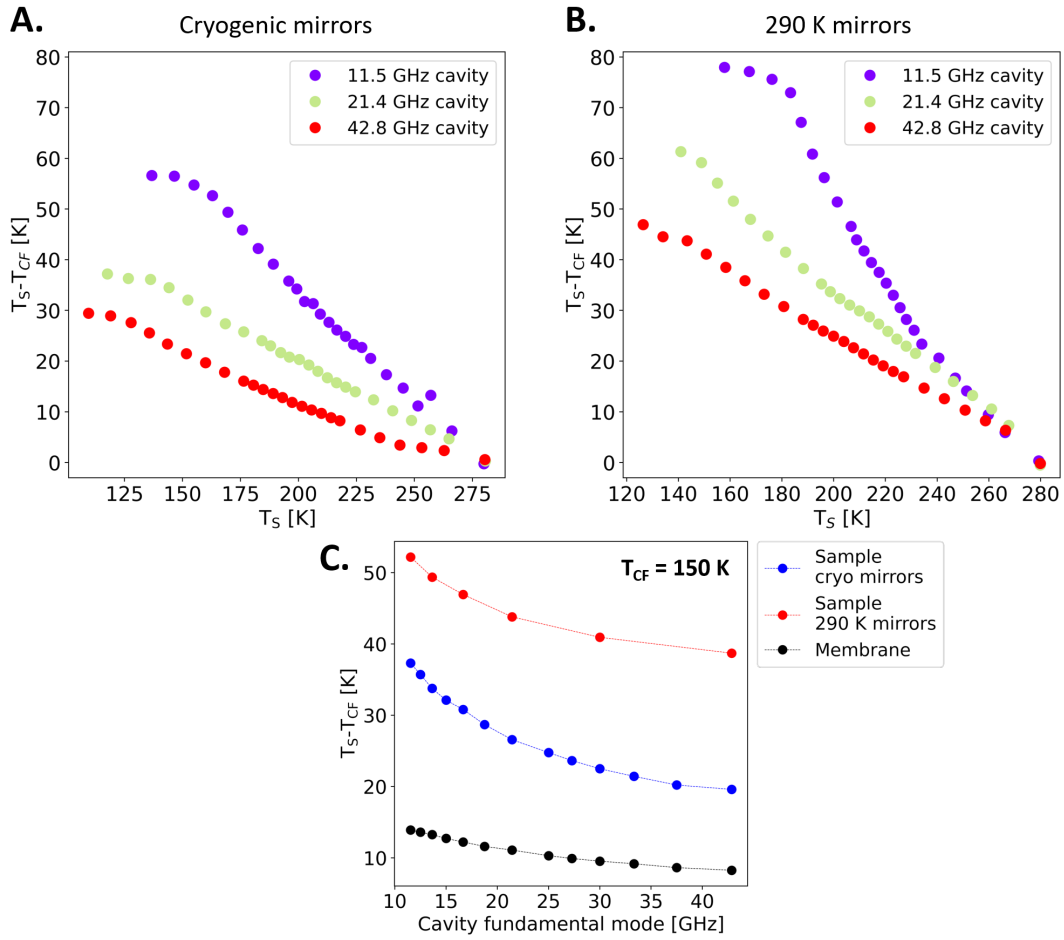 A.
Cryogenic mirrors
80
70
60
50
40
30
20
10
0
T_S-T_CF [K]
11.5 GHz cavity
21.4 GHz cavity
42.8 GHz cavity
125 150 175 200 225 250 275
T_S [K]
B.
290 K mirrors
80
70
60
50
40
30
20
10
0
T_S-T_CF [K]
11.5 GHz cavity
21.4 GHz cavity
42.8 GHz cavity
120 140 160 180 200 220 240 260 280
T_S [K]
C.
T_CF = 150 K
50
40
30
20
10
T_S-T_CF [K]
10 15 20 25 30 35 40
Cavity fundamental mode [GHz]
Sample
cryo mirrors
Sample
290 K mirrors
Membrane